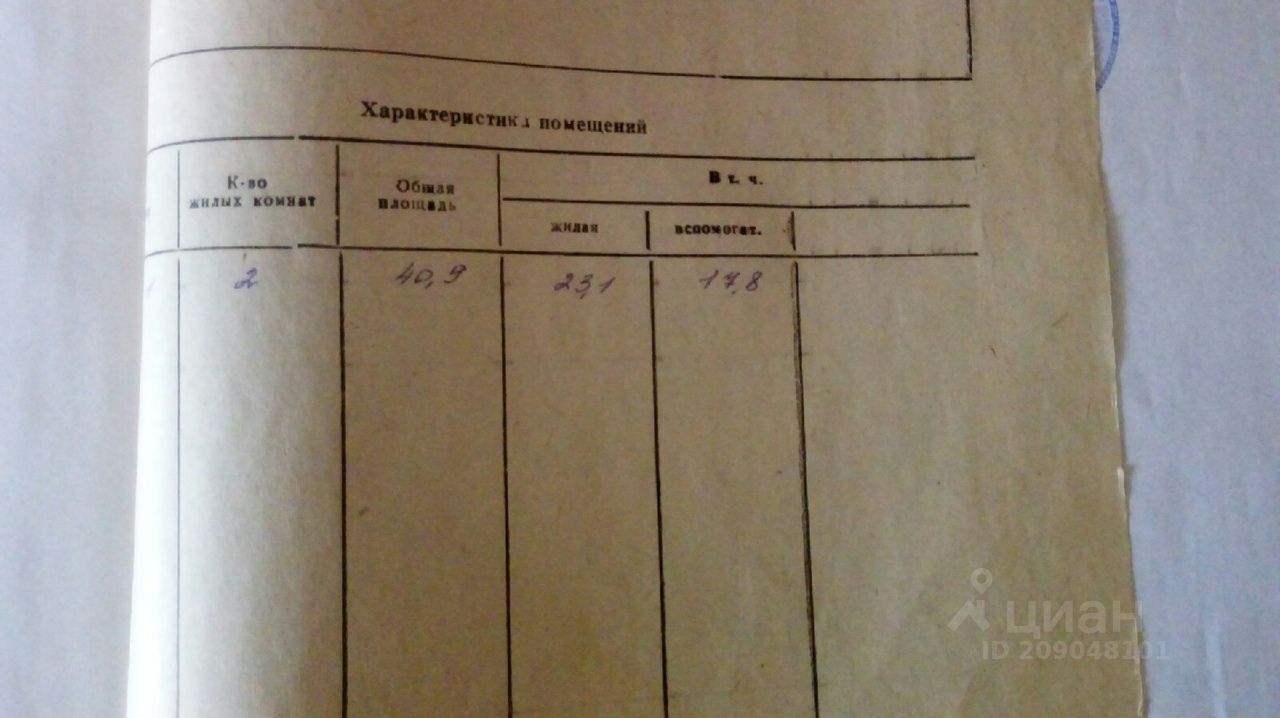 Характеристика помещений
К-во
жилых комнат
Общая
площадь
В т. ч.
жилая
вспомогат.
2
40,9
23,1
17,8
циан
ID 209048101